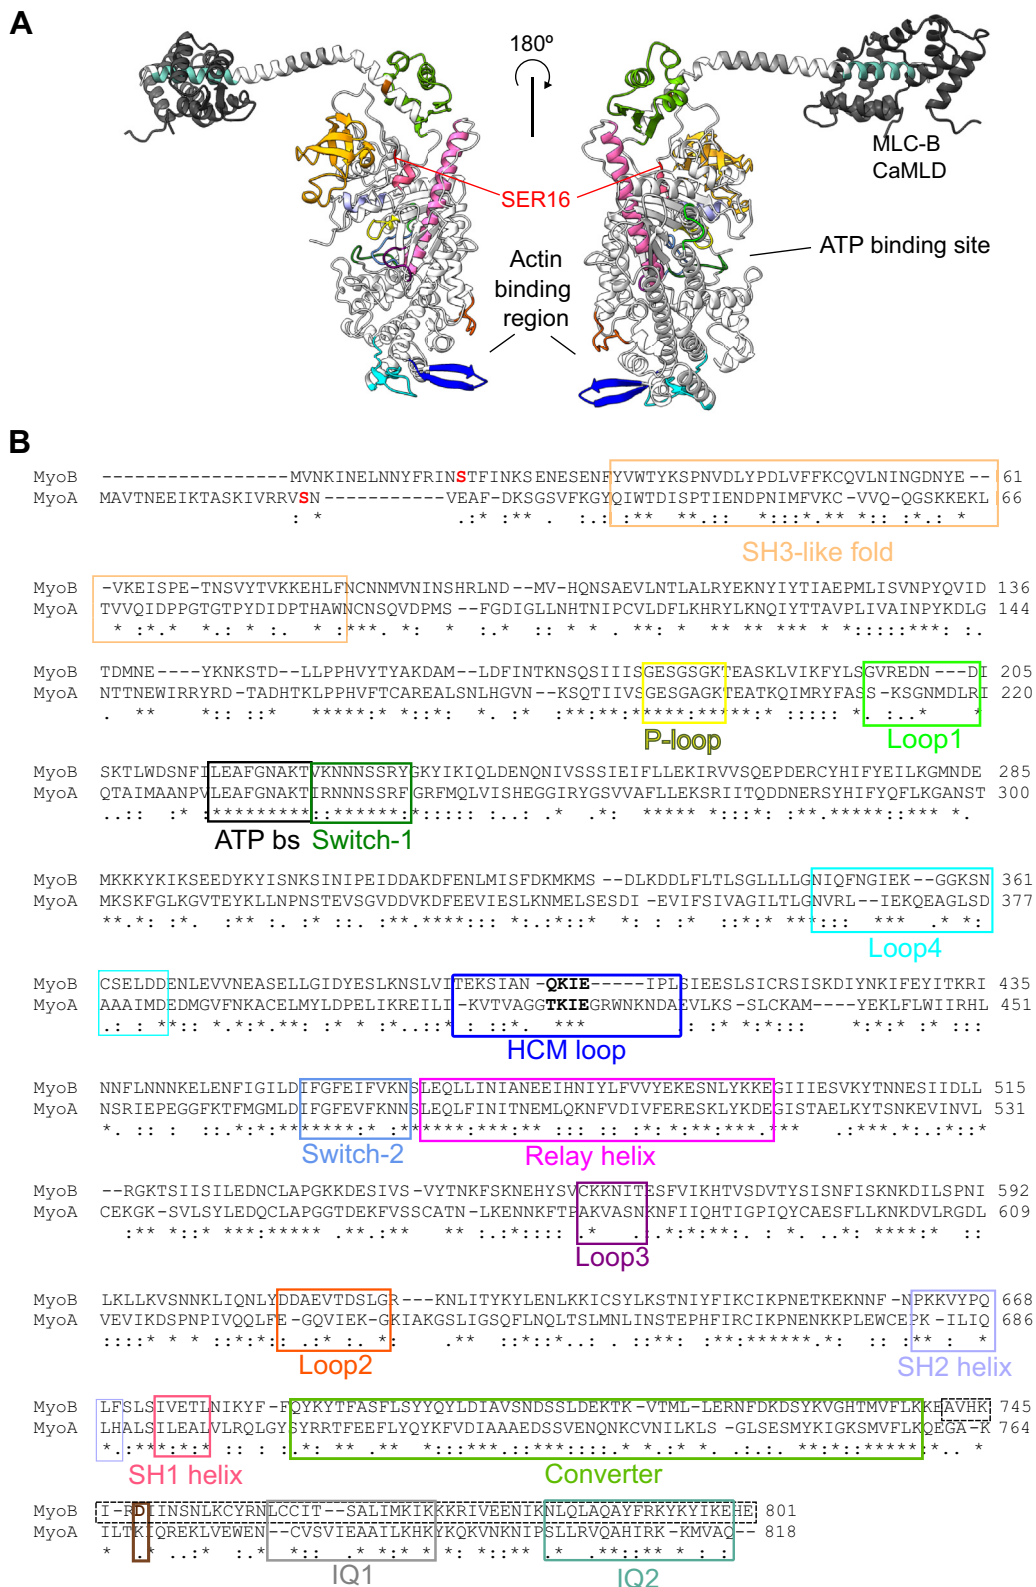 A
180º
MLC-B
CaMLD
SER16
ATP binding site
Actin
binding
region
B
MyoB -----------------MVNKINELNNYFRINSTFINKSENESENFYVWTYKSPNVDLYPDLVFFKCQVLNINGDNYE-- 61
MyoA MAVTNEEIKTASKIVRRVSN------------VEAF-DKSGSVFKGYQIWTDISPTIENDPNIMFVKC-VVQ-QGSKKEKL 66
SH3-like fold
MyoB -VKEISPE-TNSVYTVKKEHLFNCNNMVNINSHRLND--MV-HQNSAEVLNTLALRYEKNYIYTIAEPMLISVNPYQVID 136
MyoA TVVQIDPPGTGTPYDIDPTHAWNCNSQVDPMS--FGDIGLLNHTNIPCVLDFLKHRYLKNQIYTTAVPLIVAINPYKDLG 144
MyoB TDMNE----YKNKSTD--LLPPHVYTYAKDAM--LDFINTKNSQSIIISGESGSGKTEASKLVIKFYLSGVREDN---DI 205
MyoA NTTNEWIRRYRD-TADHTKLPPHVFTCAREALSNLHGVN--KSQTIIVSGESGAGKTEATKQIMRYFASS-KSGNMDLRI 220
P-loop
Loop1
MyoB SKTLWDSNFILEAFGNAKTVKNNNSSRYGKYIKIQLDENQNIVSSSIEIFLLEKIRVVSQEPDERCYHIFYEILKGMNDE 285
MyoA QTAIMAANPVLEAFGNAKTIRNNNSSRFGRFMQLVISHEGGIRYGSVVAFLLEKSRIITQDDNERSYHIFYQFLKGANST 300
ATP bs
Switch-1
MyoB MKKKYKIKSEEDYKYISNKSINIPEIDDAKDFENLMISFDKMKMS--DLKDDLFLTLSGLLLLGNIQFNGIEK--GGKSN 361
MyoA MKSKFGLKGVTEYKLLNPNSTEVSGVDDVKDFEEVIESLKNMELSESDI-EVIFSIVAGILTLGNVRL--IEKQEAGLSD 377
Loop4
MyoB CSELDDENLEVVNEASELLGIDYESLKNSLVITEKSIAN-QKIE-----IPLSIEESLSICRSISKDIYNKIFEYITKRI 435
MyoA AAAIMDEDMGVFNKACELMYLDPELIKREILI-KVTVAGGTKIEGRWNKNDAEVLKS-SLCKAM----YEKLFLWIIRHL 451
HCM loop
MyoB NNFLNNNKELENFIGILDIFGFEIFVKNSLEQLLINIANEEIHNIYLFVVYEKESNLYKKEGIIIESVKYTNNESIIDLL 515
MyoA NSRIEPEGGFKTFMGMLDIFGFEVFKNNSLEQLFINITNEMLQKNFVDIVFERESKLYKDEGISTAELKYTSNKEVINVL 531
Switch-2
Relay helix
MyoB --RGKTSIISILEDNCLAPGKKDESIVS-VYTNKFSKNEHYSVCKKNITESFVIKHTVSDVTYSISNFISKNKDILSPNI 592
MyoA CEKGK-SVLSYLEDQCLAPGGTDEKFVSSCATN-LKENNKFTPAKVASNKNFIIQHTIGPIQYCAESFLLKNKDVLRGDL 609
Loop3
MyoB LKLLKVSNNKLIQNLYDDAEVTDSLGR---KNLITYKYLENLKKICSYLKSTNIYFIKCIKPNETKEKNNF-NPKKVYPQ 668
MyoA VEVIKDSPNPIVQQLFE-GQVIEK-GKIAKGSLIGSQFLNQLTSLMNLINSTEPHFIRCIKPNENKKPLEWCEPK-ILIQ 686
Loop2
SH2 helix
MyoB LFSLSIVETLNIKYF-FQYKYTFASFLSYYQYLDIAVSNDSSLDEKTK-VTML-LERNFDKDSYKVGHTMVFLKKEAVHK 745
MyoA LHALSILEALVLRQLGYSYRRTFEEFLYQYKFVDIAAAEDSSVENQNKCVNILKLS-GLSESMYKIGKSMVFLKQEGA-K 764
SH1 helix
Converter
MyoB I-RDIINSNLKCYRNLCCIT--SALIMKIKKKRIVEENIKNLQLAQAYFRKYKYIKEHE 801
MyoA ILTKIQREKLVEWEN--CVSVIEAAILKHKYKQKVNKNIPSLLRVQAHIRK-KMVAQ-- 818
IQ1
IQ2